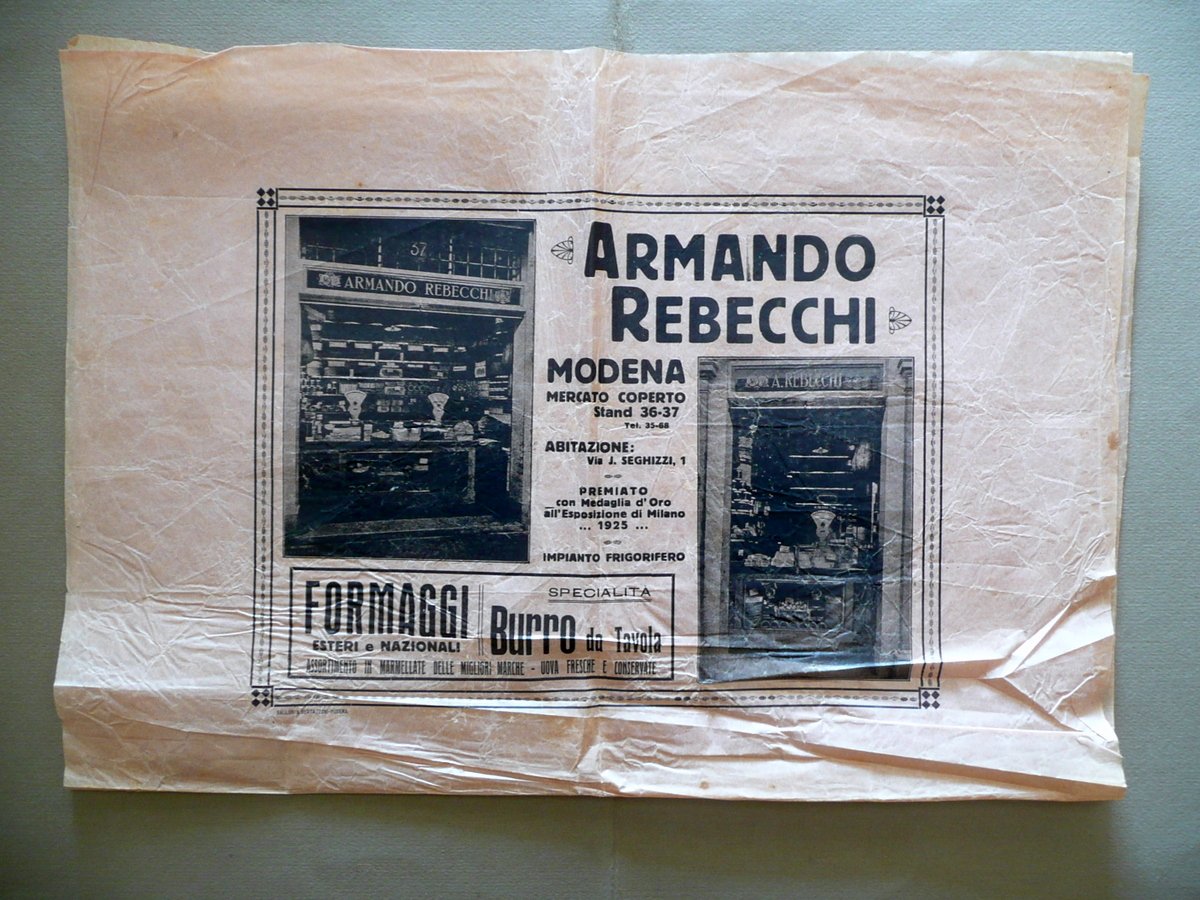 37
ARMANDO REBECCHI
ARMANDO
REBECCHI
MODENA
MERCATO COPERTO
Stand 36-37
Tel. 35-68
ABITAZIONE:
Via J. SEGHIZZI, 1
PREMIATO
con Medaglia d'Oro
all'Esposizione di Milano
... 1925 ...
IMPIANTO FRIGORIFERO
A. REBECCHI
FORMAGGI
ESTERI e NAZIONALI
SPECIALITA
Burro da Tavola
ASSORTIMENTO IN MARMELLATE DELLE MIGLIORI MARCHE - UOVA FRESCHE E CONSERVATE